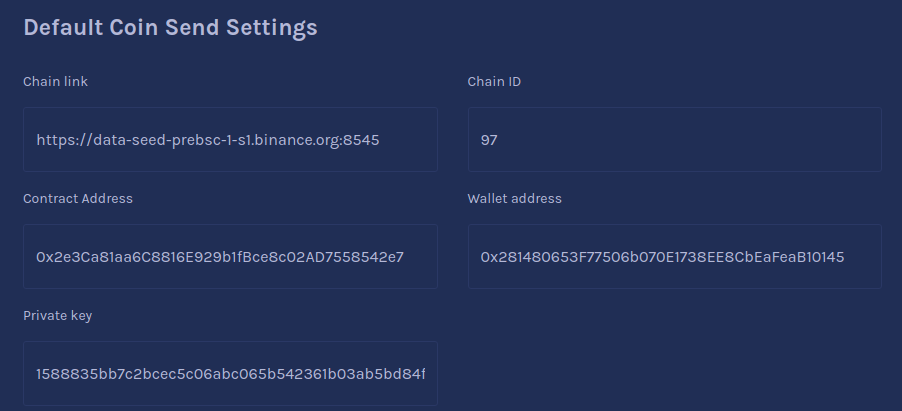 Default Coin Send Settings
Chain link
Chain ID
https://data-seed-prebsc-1-s1.binance.org:8545
97
Contract Address
Wallet address
0x2e3Ca81aa6C8816E929b1fBce8c02AD7558542e7
0x281480653F77506b070E1738EE8CbEaFeaB10145
Private key
1588835bb7c2bcec5c06abc065b542361b03ab5bd84f